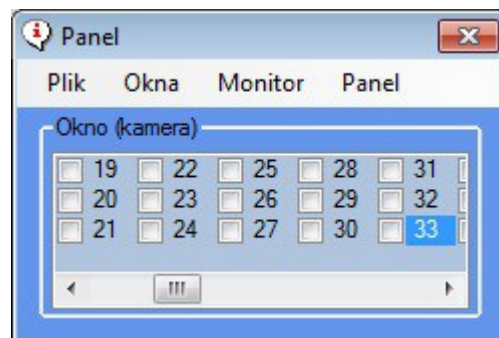 Panel
Plik Okna Monitor Panel
Okno (kamera)
19 22 25 28 31
20 23 26 29 32
21 24 27 30 33